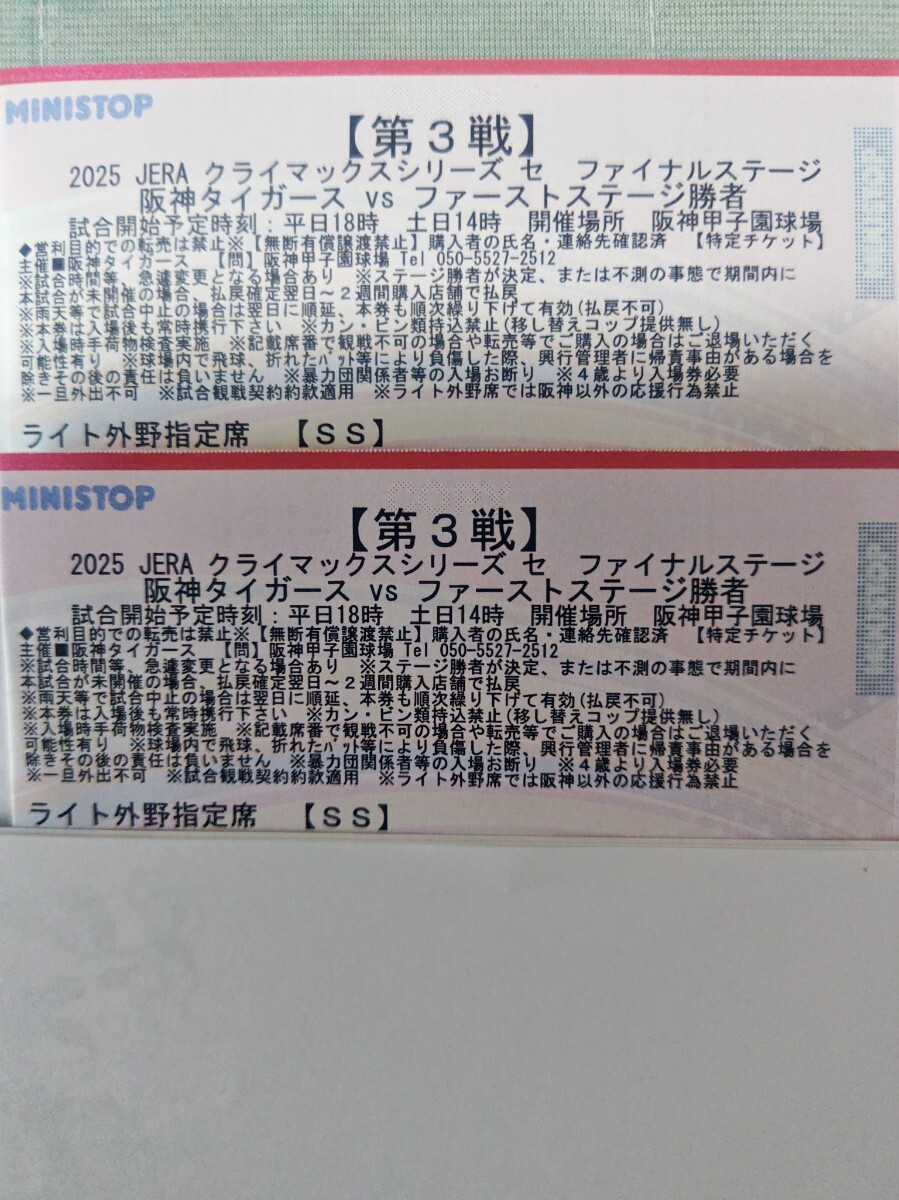 MINISTOP
【第３戦】
2025 JERA クライマックスシリーズ セ　ファイナルステージ
阪神タイガース vs ファーストステージ勝者
試合開始予定時刻：平日18時　土日14時　開催場所　阪神甲子園球場
◆営利目的での転売は禁止※【無断有償譲渡禁止】購入者の氏名・連絡先確認済　【特定チケット】
主催■阪神タイガース　【問】阪神甲子園球場 Tel 050-5527-2512
※試合時間等、急遽変更となる場合あり　※ステージ勝者が決定、または不測の事態で期間内に
本試合が未開催の場合、払戻確定翌日～２週間購入店舗で払戻
※雨天等で試合中止の場合は翌日に順延、本券も順次繰り下げて有効(払戻不可)
※本券は入場後も常時携行下さい　※カン・ビン類持込禁止(移し替えコップ提供無し)
※入場時手荷物検査実施　※記載席番で観戦不可の場合や転売等でご購入の場合はご退場いただく
可能性有り　※球場内で飛球、折れたﾊﾞｯﾄ等により負傷した際、興行管理者に帰責事由がある場合を
除きその後の責任は負いません　※暴力団関係者等の入場お断り　※４歳より入場券必要
※一旦外出不可　※試合観戦契約約款適用　※ライト外野席では阪神以外の応援行為禁止
ライト外野指定席　【ＳＳ】
MINISTOP
【第３戦】
2025 JERA クライマックスシリーズ セ　ファイナルステージ
阪神タイガース vs ファーストステージ勝者
試合開始予定時刻：平日18時　土日14時　開催場所　阪神甲子園球場
◆営利目的での転売は禁止※【無断有償譲渡禁止】購入者の氏名・連絡先確認済　【特定チケット】
主催■阪神タイガース　【問】阪神甲子園球場 Tel 050-5527-2512
※試合時間等、急遽変更となる場合あり　※ステージ勝者が決定、または不測の事態で期間内に
本試合が未開催の場合、払戻確定翌日～２週間購入店舗で払戻
※雨天等で試合中止の場合は翌日に順延、本券も順次繰り下げて有効(払戻不可)
※本券は入場後も常時携行下さい　※カン・ビン類持込禁止(移し替えコップ提供無し)
※入場時手荷物検査実施　※記載席番で観戦不可の場合や転売等でご購入の場合はご退場いただく
可能性有り　※球場内で飛球、折れたﾊﾞｯﾄ等により負傷した際、興行管理者に帰責事由がある場合を
除きその後の責任は負いません　※暴力団関係者等の入場お断り　※４歳より入場券必要
※一旦外出不可　※試合観戦契約約款適用　※ライト外野席では阪神以外の応援行為禁止
ライト外野指定席　【ＳＳ】